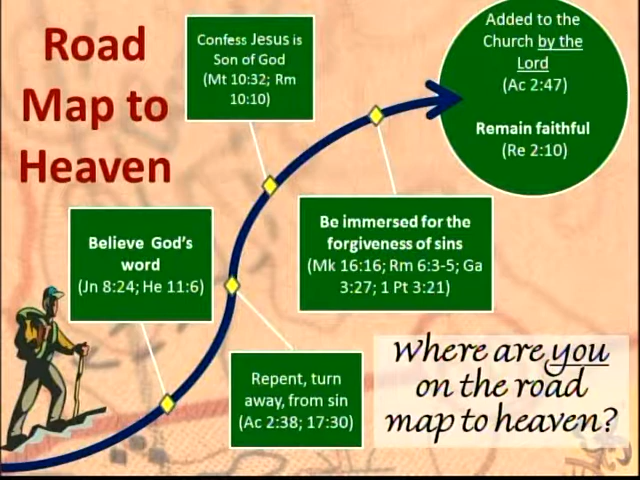 Road
Map to
Heaven
Confess Jesus is
Son of God
(Mt 10:32; Rm
10:10)
Added to the
Church by the
Lord
(Ac 2:47)
Remain faithful
(Re 2:10)
Believe God's
word
(Jn 8:24; He 11:6)
Be immersed for the
forgiveness of sins
(Mk 16:16; Rm 6:3-5; Ga
3:27; 1 Pt 3:21)
Repent, turn
away, from sin
(Ac 2:38; 17:30)
Where are you
on the road
map to heaven?